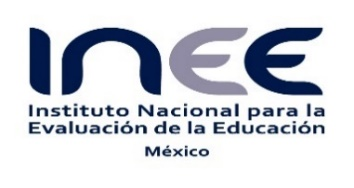 INEE
Instituto Nacional para la
Evaluación de la Educación
México